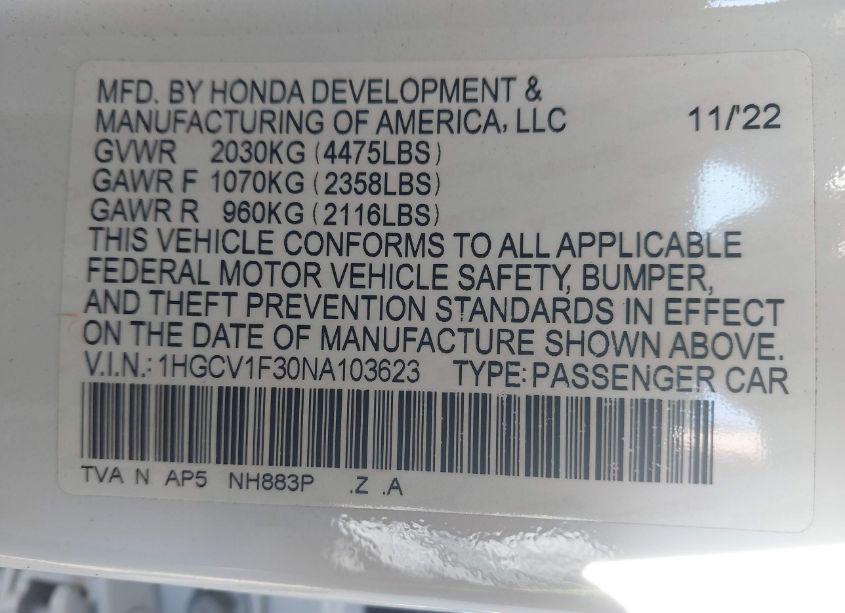 MFD. BY HONDA DEVELOPMENT &
MANUFACTURING OF AMERICA, LLC 11/'22
GVWR 2030KG (4475LBS)
GAWR F 1070KG (2358LBS)
GAWR R 960KG (2116LBS)
THIS VEHICLE CONFORMS TO ALL APPLICABLE
FEDERAL MOTOR VEHICLE SAFETY, BUMPER,
AND THEFT PREVENTION STANDARDS IN EFFECT
ON THE DATE OF MANUFACTURE SHOWN ABOVE.
V.I.N.: 1HGCV1F30NA103623 TYPE: PASSENGER CAR
TVA N AP5 NH883P .Z .A